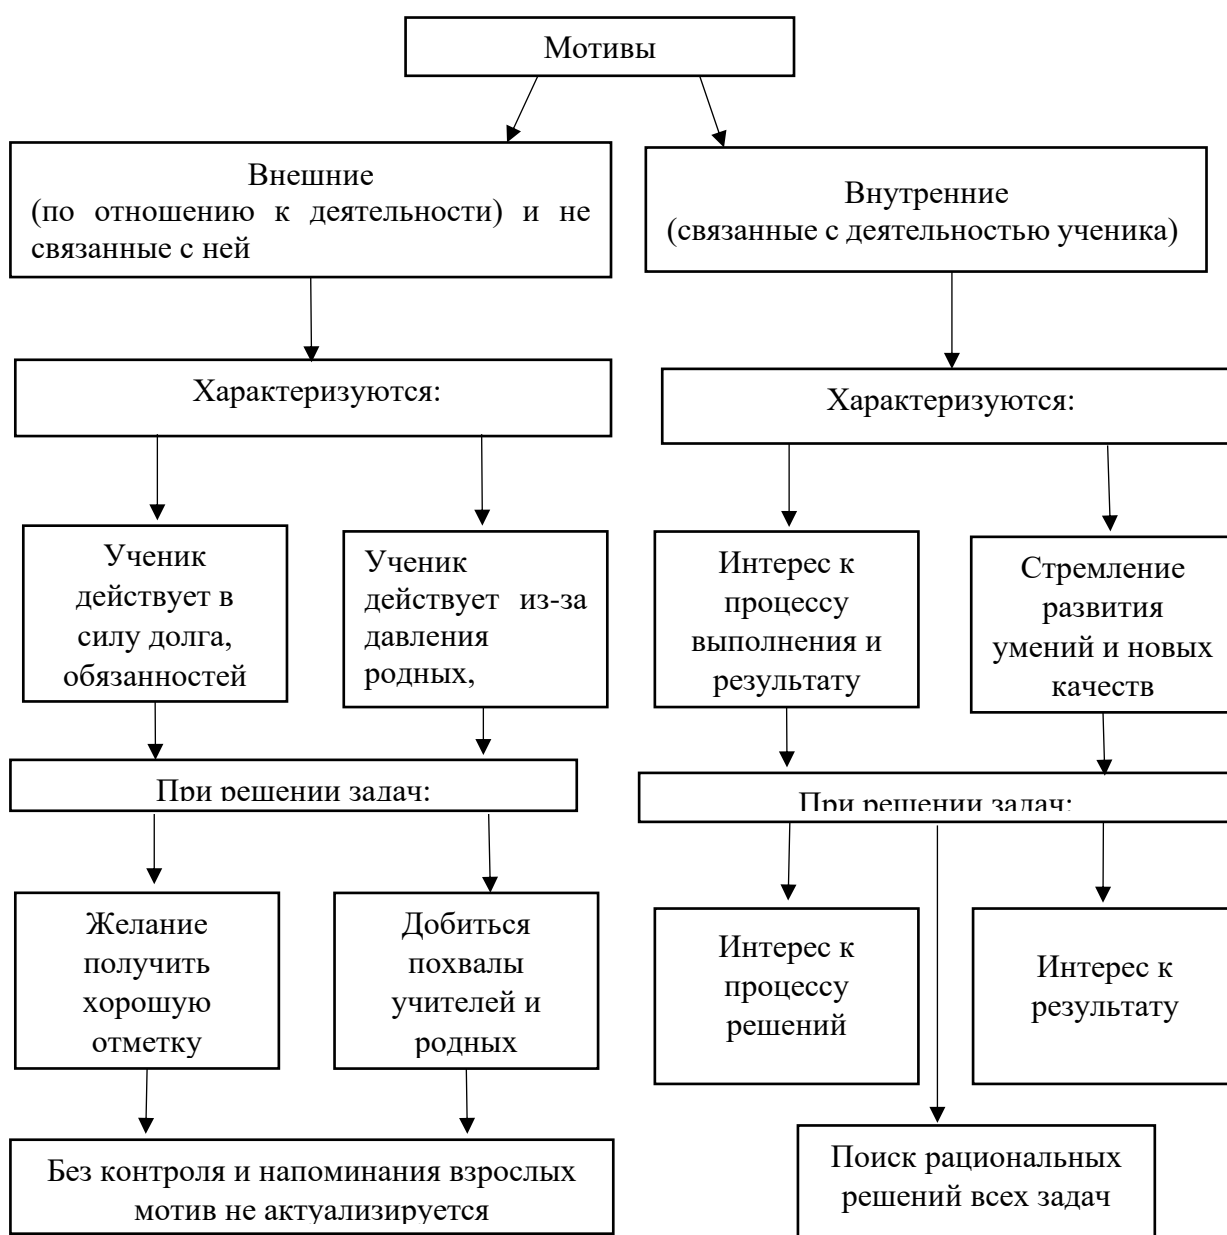 Мотивы
Внешние
(по отношению к деятельности) и не
связанные с ней
Внутренние
(связанные с деятельностью ученика)
Характеризуются:
Характеризуются:
Ученик
действует в
силу долга,
обязанностей
Ученик
действует из-за
давления
родных,
Интерес к
процессу
выполнения и
результату
Стремление
развития
умений и новых
качеств
При решении задач:
При решении задач:
Желание
получить
хорошую
отметку
Добиться
похвалы
учителей и
родных
Интерес к
процессу
решений
Интерес к
результату
Без контроля и напоминания взрослых
мотив не актуализируется
Поиск рациональных
решений всех задач